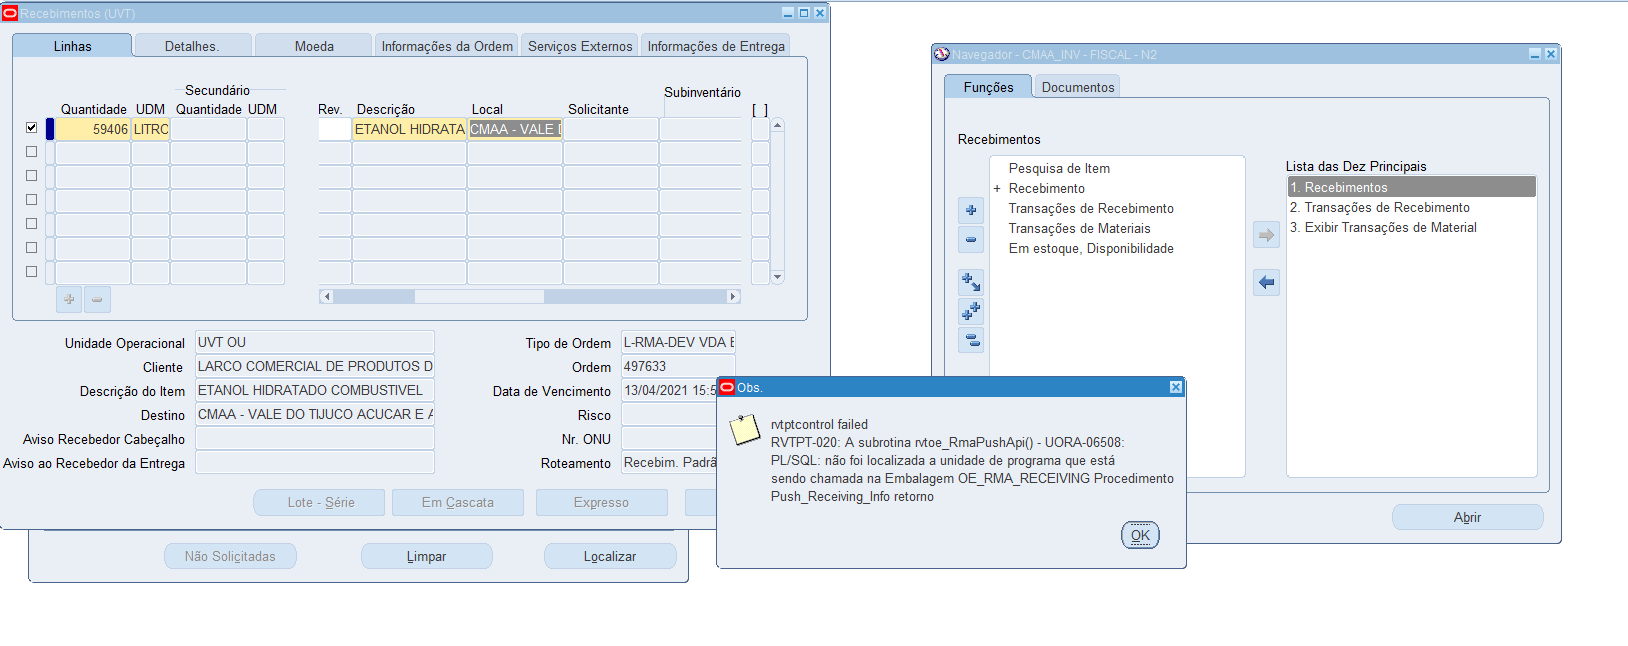 Recebimentos (UVT)
Linhas
Detalhes.
Moeda
Informações da Ordem
Serviços Externos
Informações de Entrega
Secundário
Subinventário
Quantidade UDM Quantidade UDM Rev. Descrição Local Solicitante [ ]
59406 LITRO ETANOL HIDRATA CMAA - VALE D
Unidade Operacional UVT OU
Cliente LARCO COMERCIAL DE PRODUTOS D
Descrição do Item ETANOL HIDRATADO COMBUSTIVEL
Destino CMAA - VALE DO TIJUCO ACUCAR E A
Aviso Recebedor Cabeçalho
Aviso ao Recebedor da Entrega
Tipo de Ordem L-RMA-DEV VDA E
Ordem 497633
Data de Vencimento 13/04/2021 15:5
Risco
Nr. ONU
Roteamento Recebim. Padrã
Lote - Série
Em Cascata
Expresso
Não Solicitadas
Limpar
Localizar
Navegador - CMAA_INV - FISCAL - N2
Funções
Documentos
Recebimentos
Pesquisa de Item
+ Recebimento
Transações de Recebimento
Transações de Materiais
Em estoque, Disponibilidade
Lista das Dez Principais
1. Recebimentos
2. Transações de Recebimento
3. Exibir Transações de Material
Abrir
Obs.
rvtptcontrol failed
RVTPT-020: A subrotina rvtoe_RmaPushApi() - UORA-06508:
PL/SQL: não foi localizada a unidade de programa que está
sendo chamada na Embalagem OE_RMA_RECEIVING Procedimento
Push_Receiving_Info retorno
OK